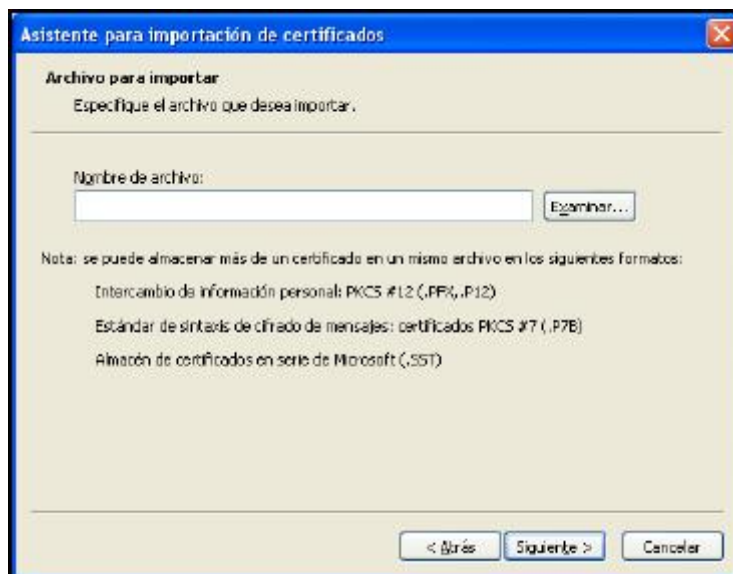 Asistente para importación de certificados
Archivo para importar
Especifique el archivo que desea importar.
Nombre de archivo:
Examinar...
Nota: se puede almacenar más de un certificado en un mismo archivo en los siguientes formatos:
Intercambio de información personal: PKCS #12 (.PFX,.P12)
Estándar de sintaxis de cifrado de mensajes: certificados PKCS #7 (.P7B)
Almacén de certificados en serie de Microsoft (.SST)
< Atrás Siguiente > Cancelar